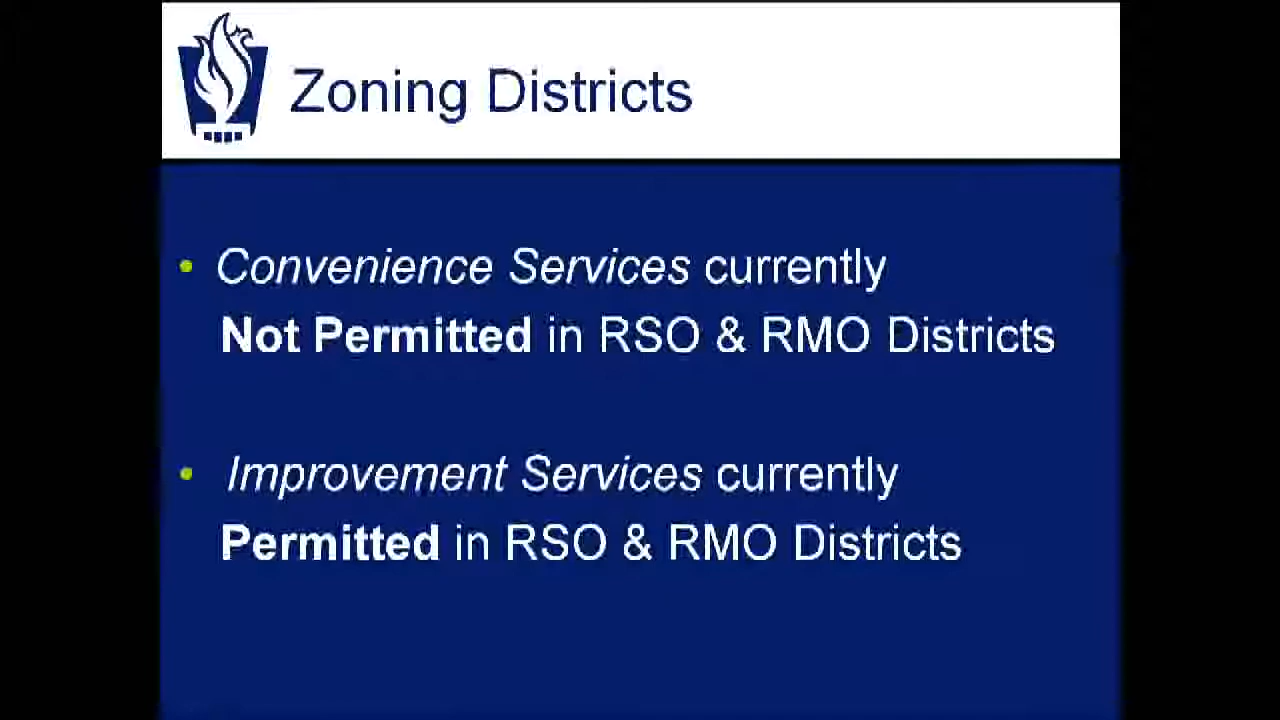 Zoning Districts
• Convenience Services currently
Not Permitted in RSO & RMO Districts
• Improvement Services currently
Permitted in RSO & RMO Districts